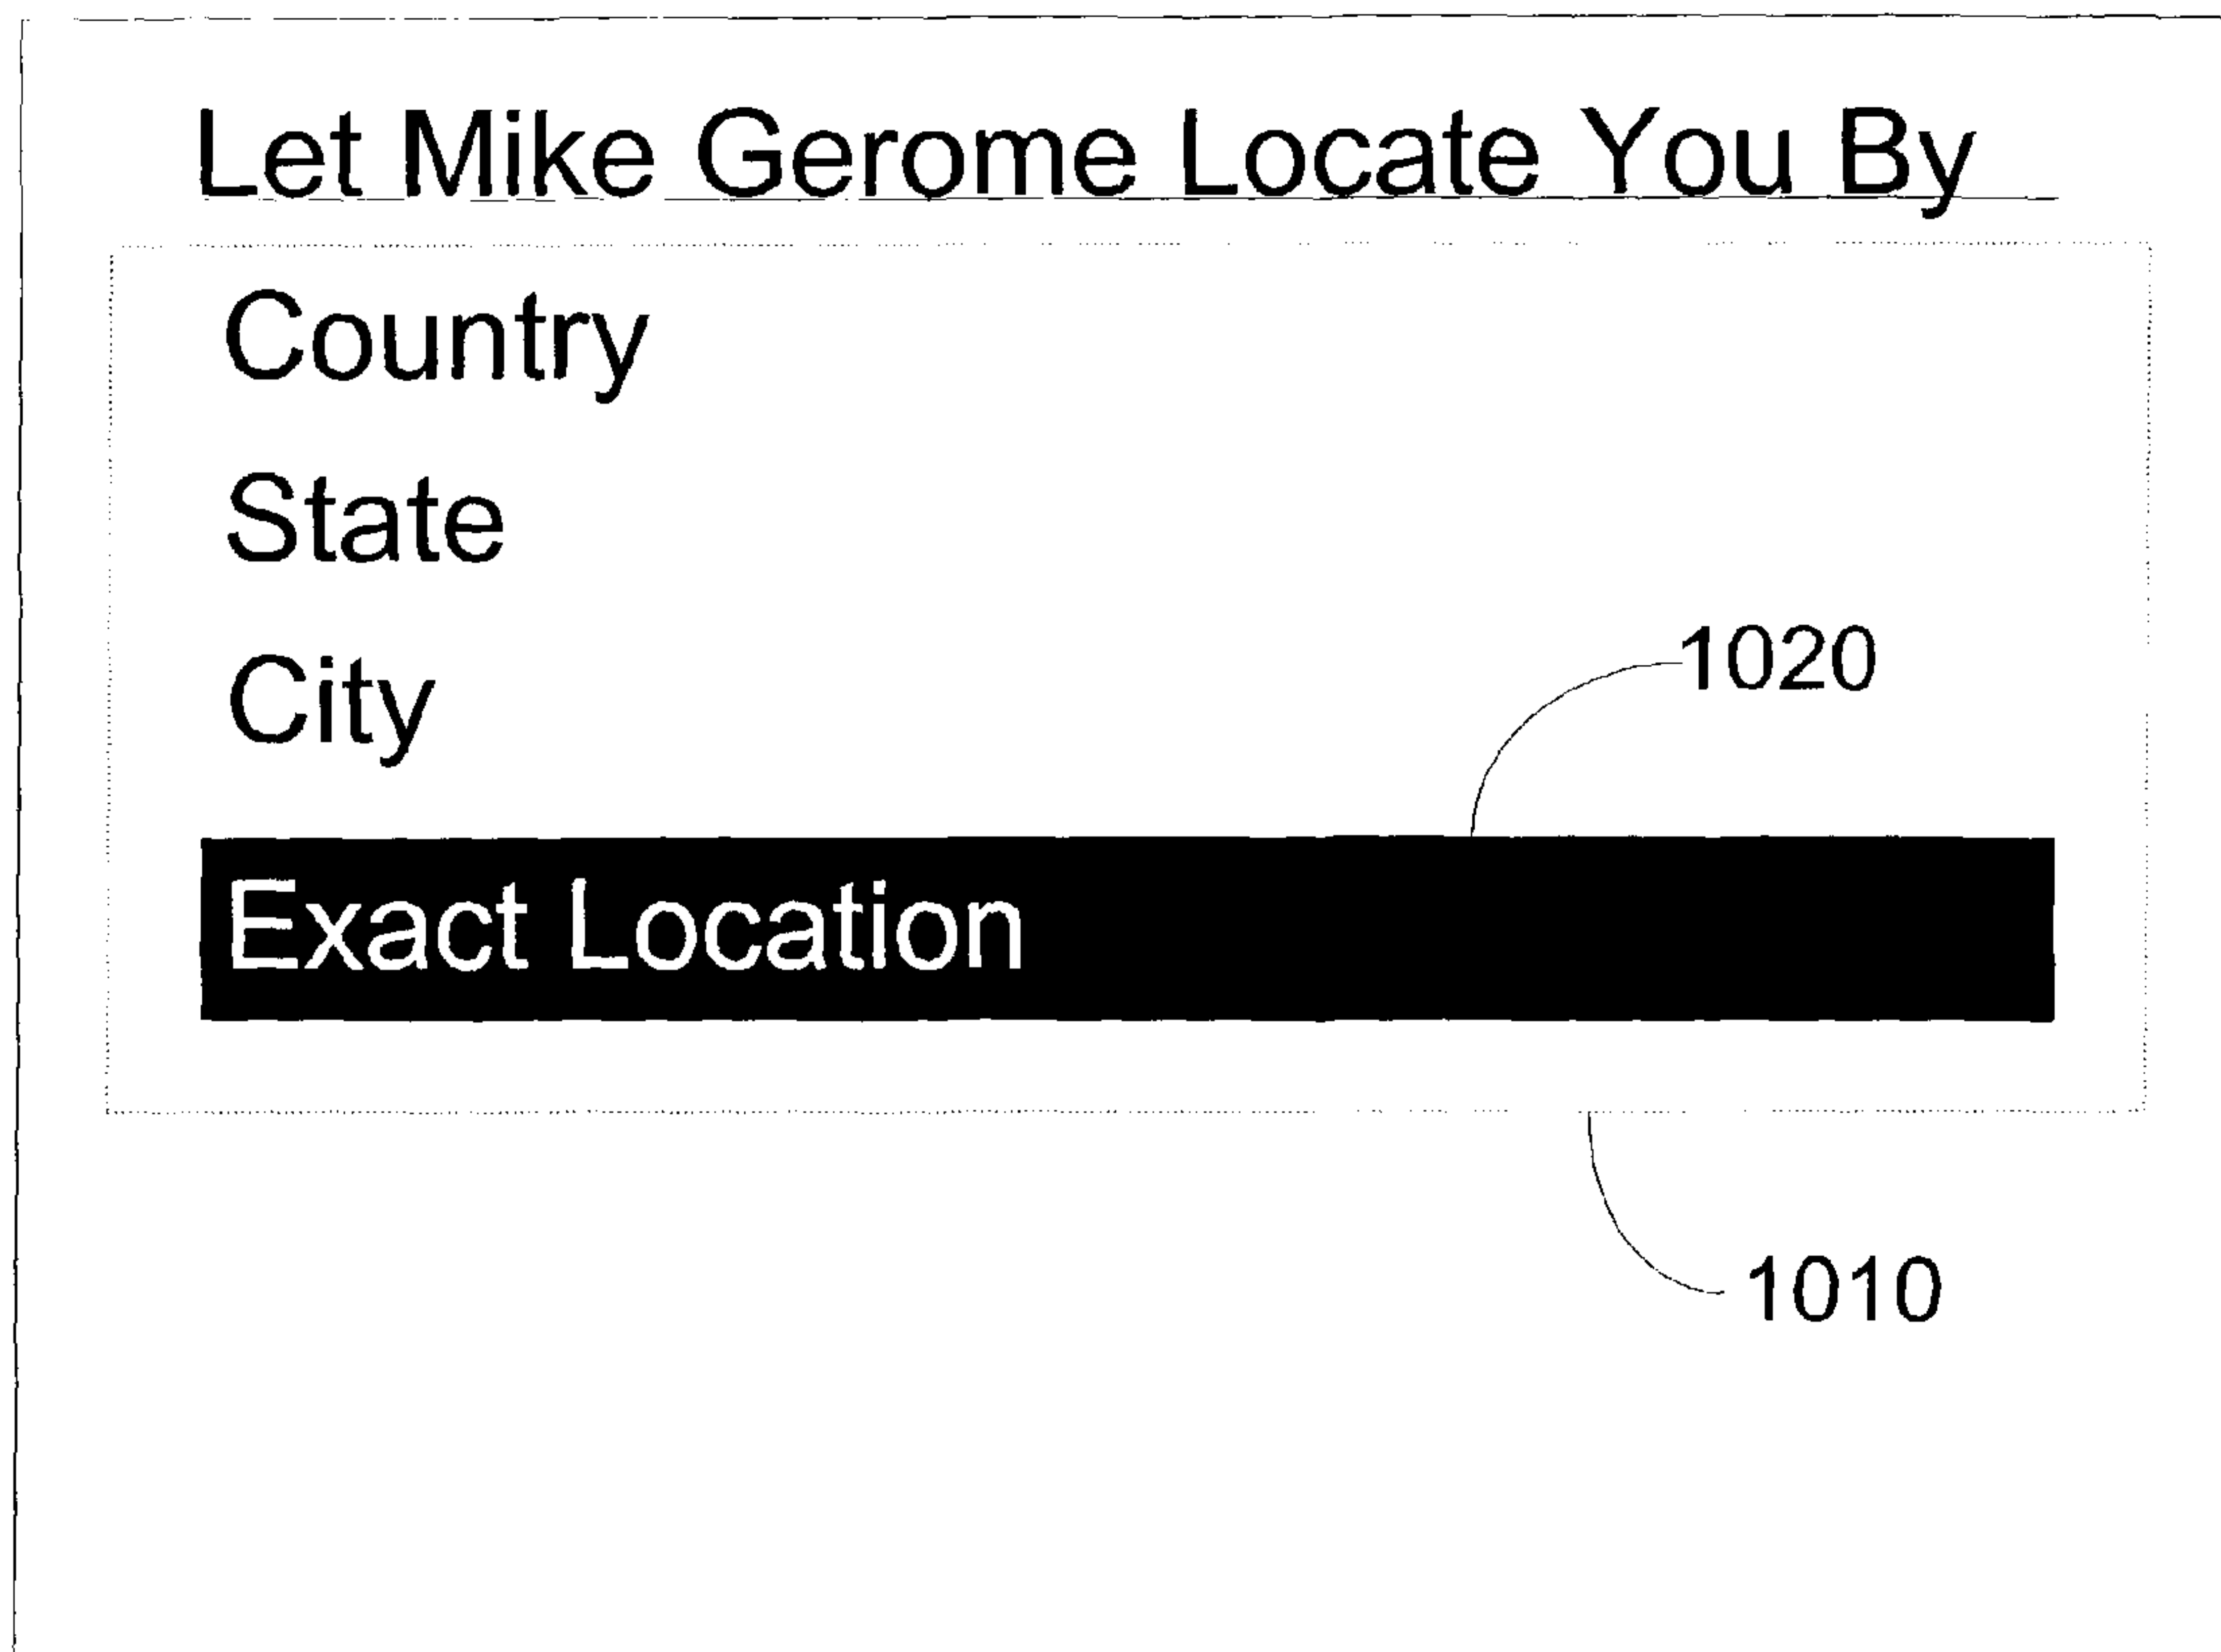 Let Mike Gerome Locate You By
Country
State
City
1020
Exact Location
1010